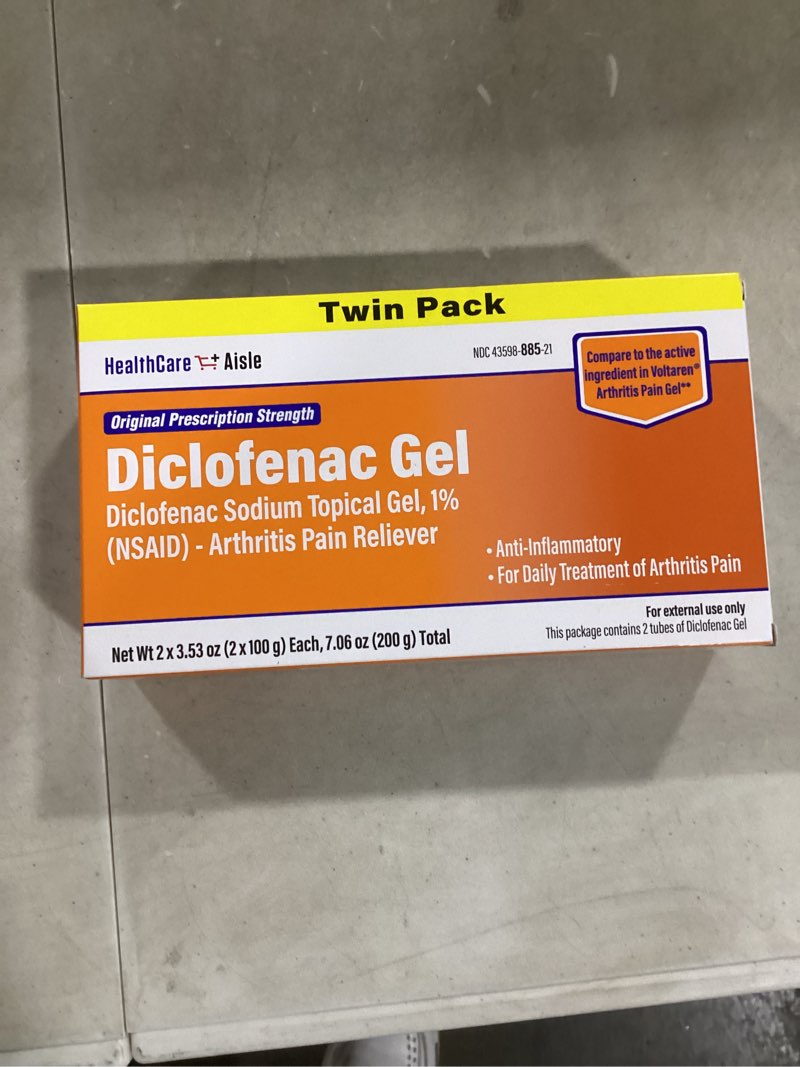 Twin Pack
HealthCare Aisle
NDC 43598-885-21
Compare to the active
ingredient in Voltaren®
Arthritis Pain Gel**
Original Prescription Strength
Diclofenac Gel
Diclofenac Sodium Topical Gel, 1%
(NSAID) - Arthritis Pain Reliever
• Anti-Inflammatory
• For Daily Treatment of Arthritis Pain
Net Wt 2 x 3.53 oz (2 x 100 g) Each, 7.06 oz (200 g) Total
For external use only
This package contains 2 tubes of Diclofenac Gel